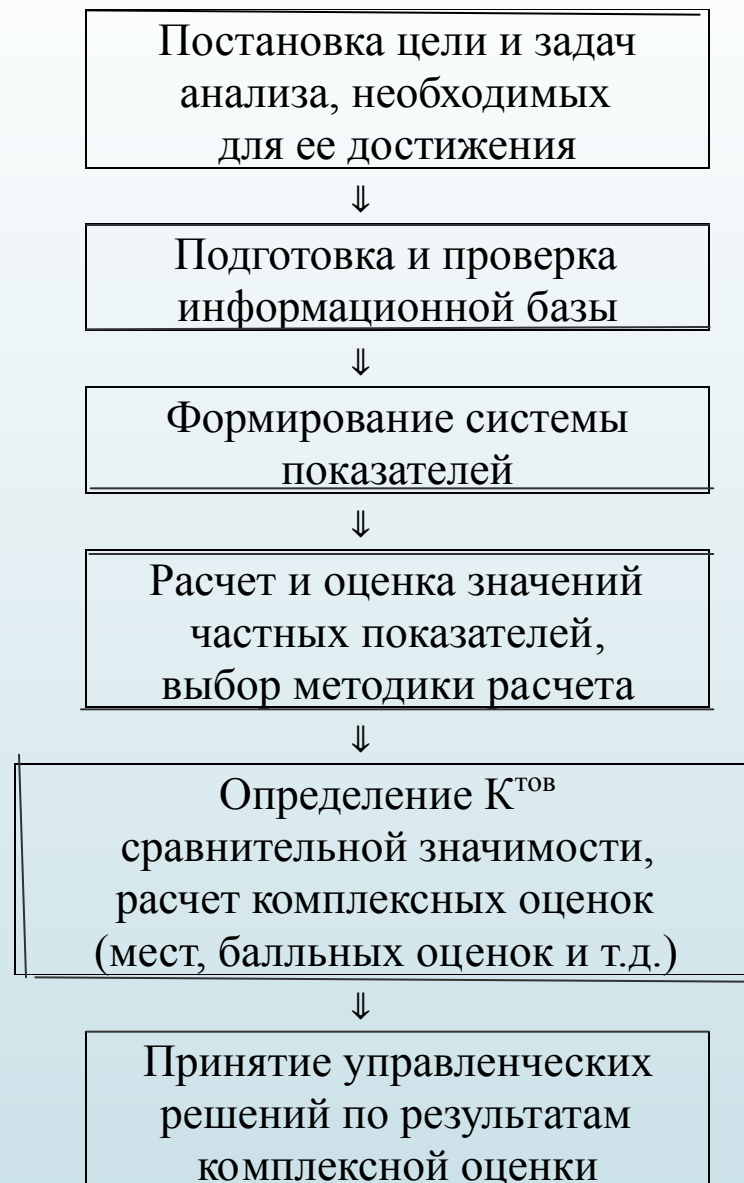 Постановка цели и задач
анализа, необходимых
для ее достижения
⇓
Подготовка и проверка
информационной базы
⇓
Формирование системы
показателей
⇓
Расчет и оценка значений
частных показателей,
выбор методики расчета
⇓
Определение Ктов
сравнительной значимости,
расчет комплексных оценок
(мест, балльных оценок и т.д.)
⇓
Принятие управленческих
решений по результатам
комплексной оценки